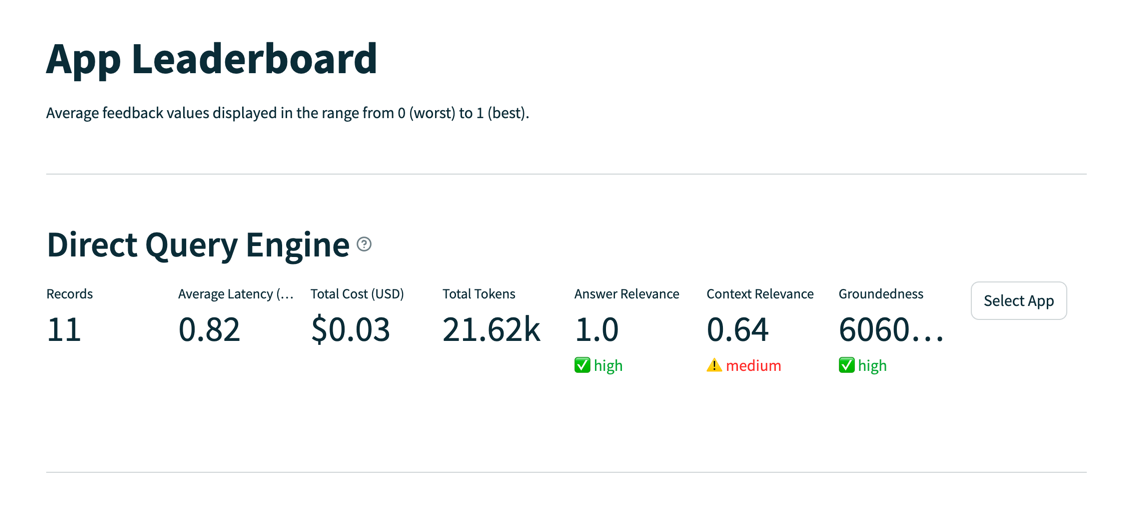 App Leaderboard
Average feedback values displayed in the range from 0 (worst) to 1 (best).
Direct Query Engine
Records
Average Latency (...
Total Cost (USD)
Total Tokens
Answer Relevance
Context Relevance
Groundedness
Select App
11
0.82
$0.03
21.62k
1.0
0.64
6060...
high
medium
high